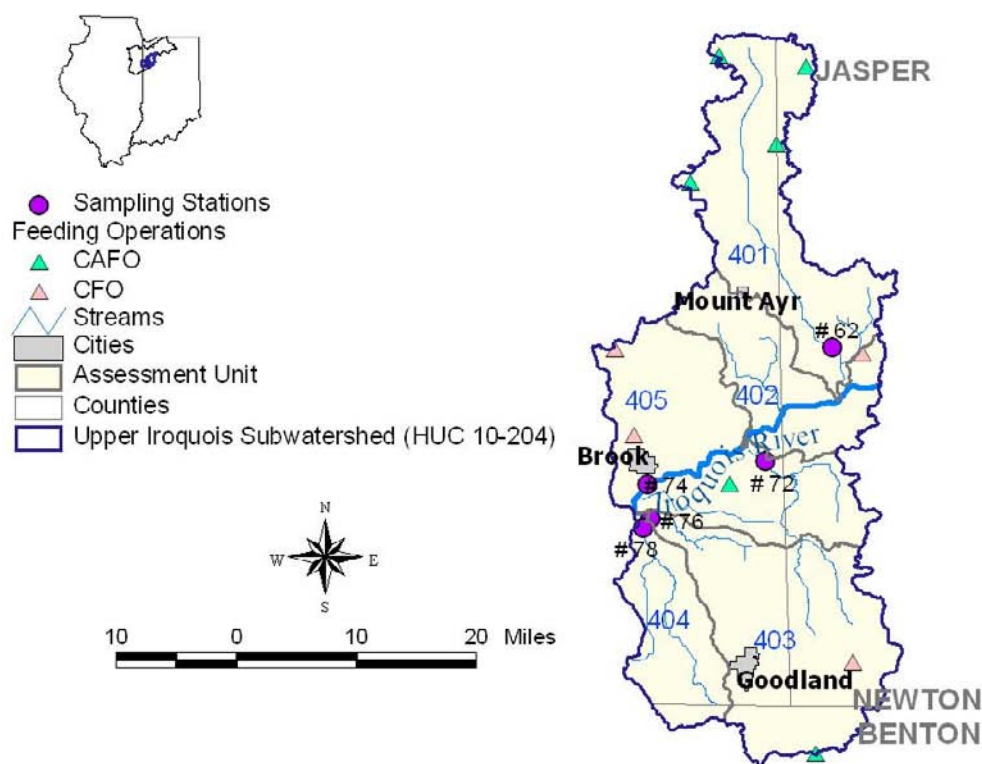 Sampling Stations
Feeding Operations
CAFO
CFO
Streams
Cities
Assessment Unit
Counties
Upper Iroquois Subwatershed (HUC 10-204)
N
W E
S
10 0 10 20 Miles
JASPER
401
Mount Ayr
# 62
405
402
Brook
Iroquois River
# 74
# 72
# 76
# 78
404
403
Goodland
NEWTON
BENTON